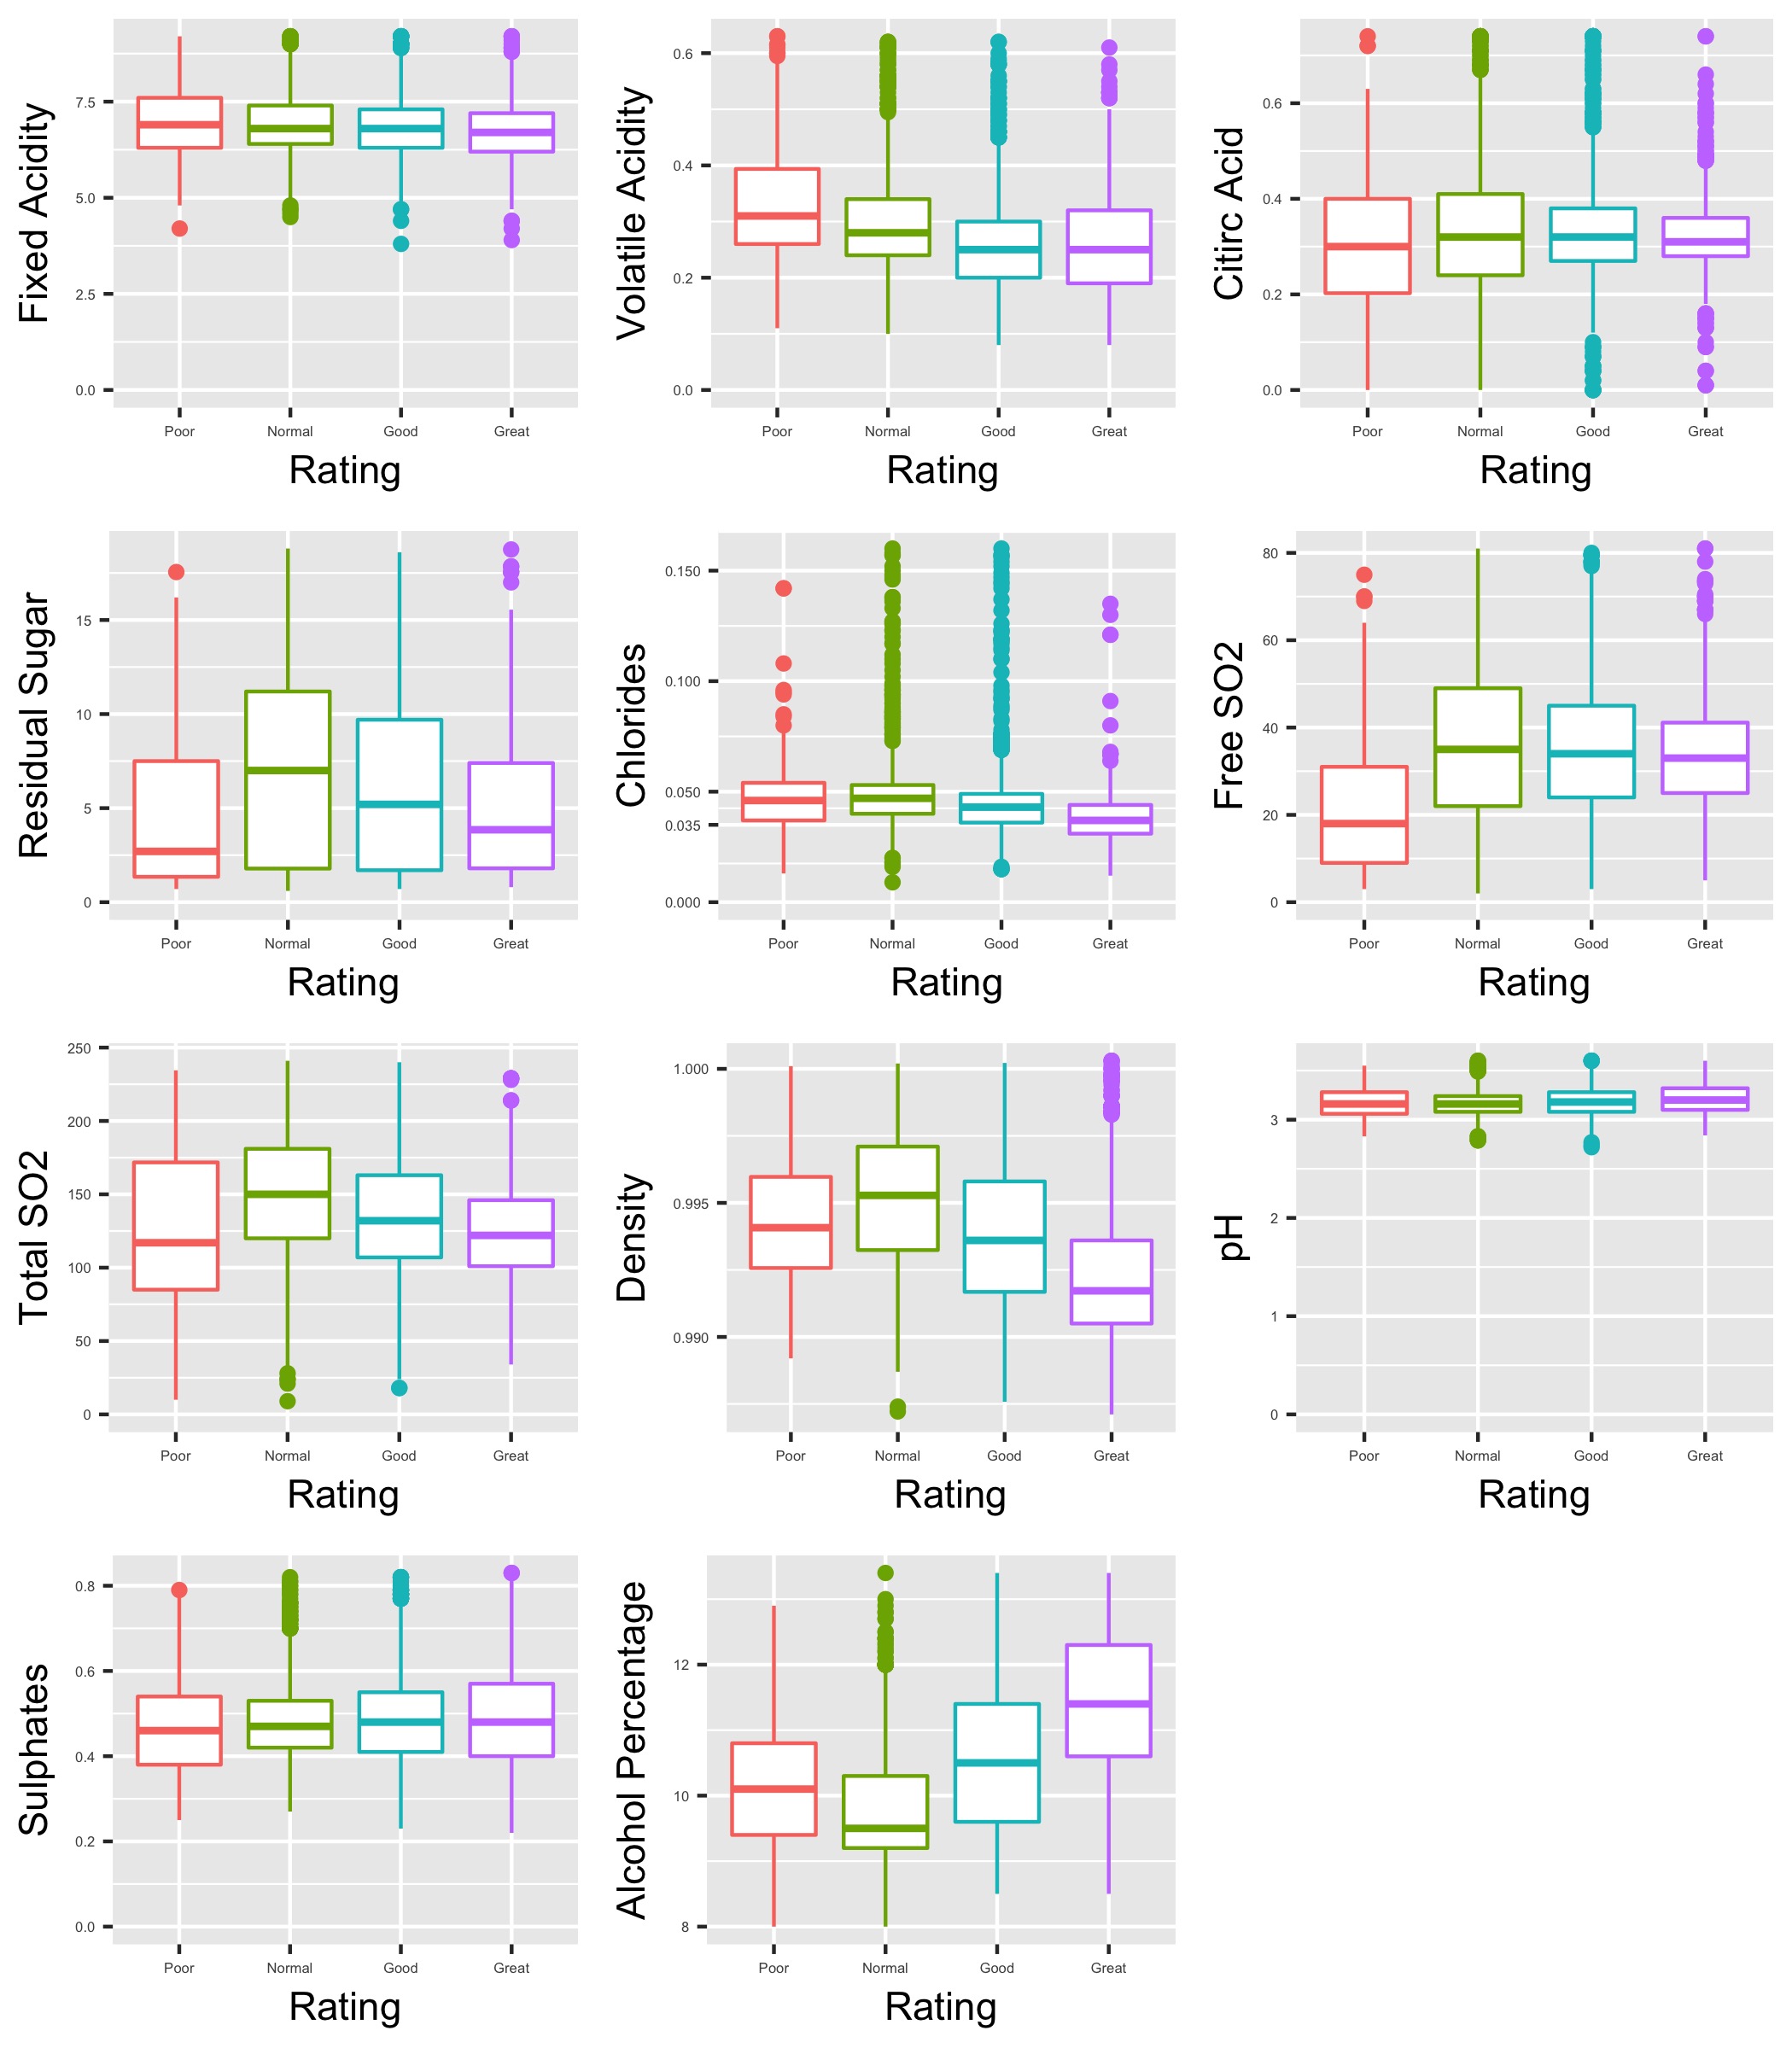 Fixed Acidity
7.5
5.0
2.5
0.0
Poor Normal Good Great
Rating
Volatile Acidity
0.6
0.4
0.2
0.0
Poor Normal Good Great
Rating
Citirc Acid
0.6
0.4
0.2
0.0
Poor Normal Good Great
Rating
Residual Sugar
15
10
5
0
Poor Normal Good Great
Rating
Chlorides
0.150
0.100
0.050
0.035
0.000
Poor Normal Good Great
Rating
Free SO2
80
60
40
20
0
Poor Normal Good Great
Rating
Total SO2
250
200
150
100
50
0
Poor Normal Good Great
Rating
Density
1.000
0.995
0.990
Poor Normal Good Great
Rating
pH
3
2
1
0
Poor Normal Good Great
Rating
Sulphates
0.8
0.6
0.4
0.2
0.0
Poor Normal Good Great
Rating
Alcohol Percentage
12
10
8
Poor Normal Good Great
Rating